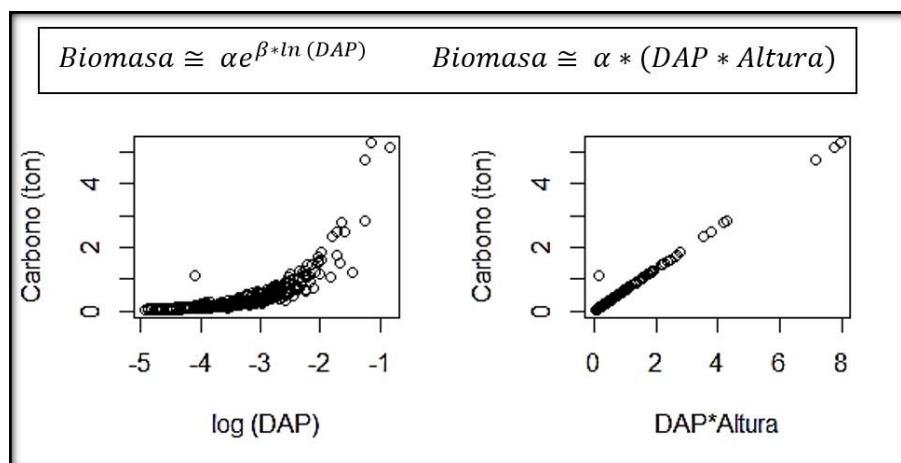 Biomasa ≅ αe^{β*ln (DAP)} Biomasa ≅ α * (DAP * Altura)
Carbono (ton)
4
2
0
-5 -4 -3 -2 -1
log (DAP)
Carbono (ton)
4
2
0
0 2 4 6 8
DAP*Altura